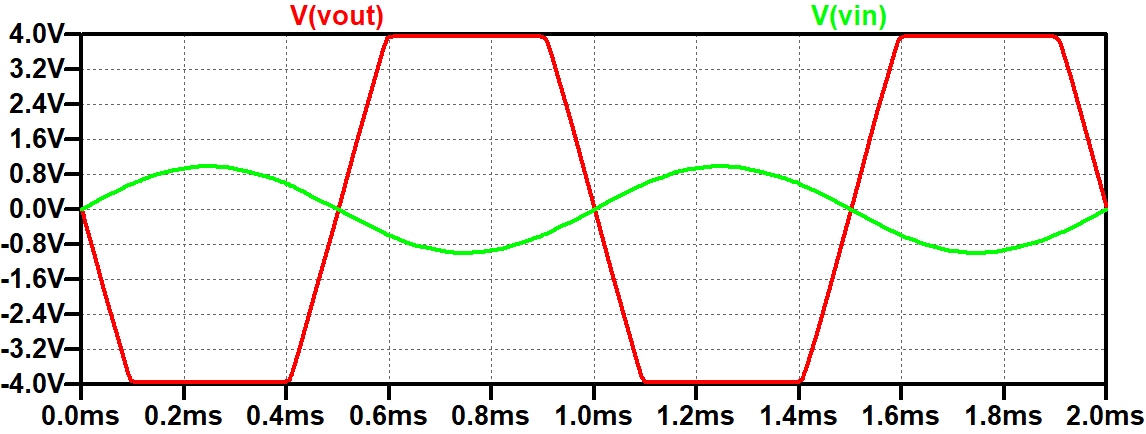 V(vout) V(vin)
4.0V
3.2V
2.4V
1.6V
0.8V
0.0V
-0.8V
-1.6V
-2.4V
-3.2V
-4.0V
0.0ms 0.2ms 0.4ms 0.6ms 0.8ms 1.0ms 1.2ms 1.4ms 1.6ms 1.8ms 2.0ms